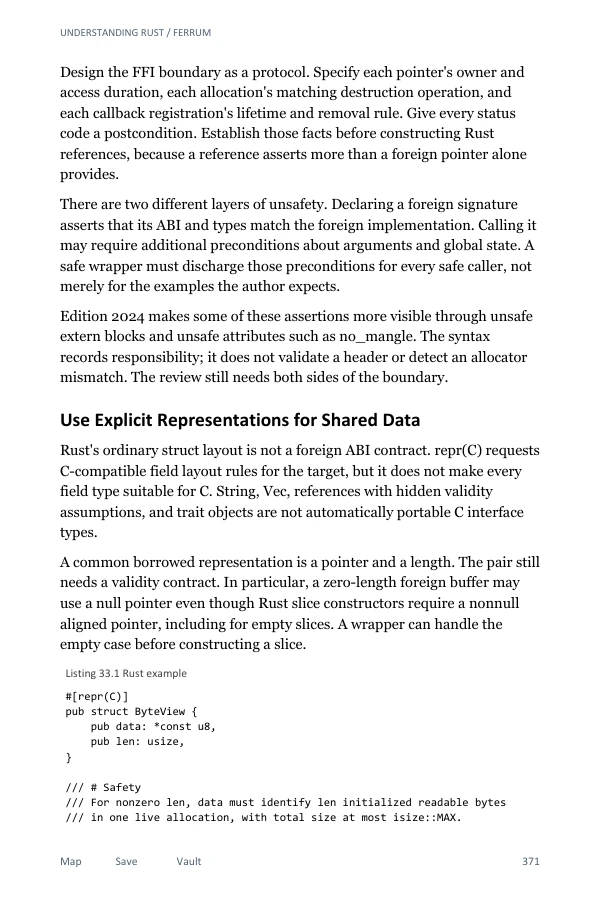 UNDERSTANDING RUST / FERRUM
Design the FFI boundary as a protocol. Specify each pointer's owner and
access duration, each allocation's matching destruction operation, and
each callback registration's lifetime and removal rule. Give every status
code a postcondition. Establish those facts before constructing Rust
references, because a reference asserts more than a foreign pointer alone
provides.
There are two different layers of unsafety. Declaring a foreign signature
asserts that its ABI and types match the foreign implementation. Calling it
may require additional preconditions about arguments and global state. A
safe wrapper must discharge those preconditions for every safe caller, not
merely for the examples the author expects.
Edition 2024 makes some of these assertions more visible through unsafe
extern blocks and unsafe attributes such as no_mangle. The syntax
records responsibility; it does not validate a header or detect an allocator
mismatch. The review still needs both sides of the boundary.
Use Explicit Representations for Shared Data
Rust's ordinary struct layout is not a foreign ABI contract. repr(C) requests
C-compatible field layout rules for the target, but it does not make every
field type suitable for C. String, Vec, references with hidden validity
assumptions, and trait objects are not automatically portable C interface
types.
A common borrowed representation is a pointer and a length. The pair still
needs a validity contract. In particular, a zero-length foreign buffer may
use a null pointer even though Rust slice constructors require a nonnull
aligned pointer, including for empty slices. A wrapper can handle the
empty case before constructing a slice.
Listing 33.1 Rust example
#[repr(C)]
pub struct ByteView {
    pub data: *const u8,
    pub len: usize,
}
/// # Safety
/// For nonzero len, data must identify len initialized readable bytes
/// in one live allocation, with total size at most isize::MAX.
Map Save Vault 371